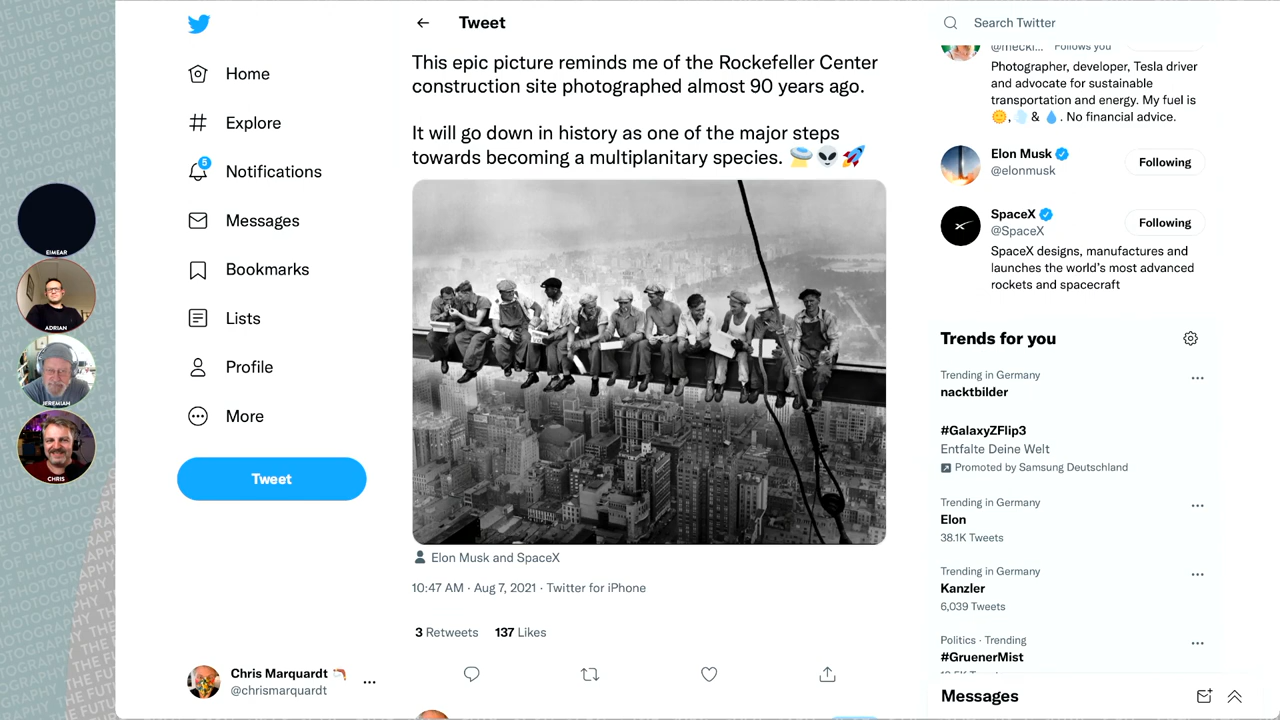 Tweet
Search Twitter
This epic picture reminds me of the Rockefeller Center
construction site photographed almost 90 years ago.
It will go down in history as one of the major steps
towards becoming a multiplanitary species. 🛸👽🚀
Elon Musk and SpaceX
10:47 AM · Aug 7, 2021 · Twitter for iPhone
3 Retweets 137 Likes
Home
Explore
5
Notifications
Messages
Bookmarks
Lists
Profile
More
Tweet
Chris Marquardt
@chrismarquardt
EIMEAR
ADRIAN
JEREMIAH
CHRIS
Follows you
Photographer, developer, Tesla driver
and advocate for sustainable
transportation and energy. My fuel is
🌞, 💨 & 💧. No financial advice.
Elon Musk
@elonmusk
Following
SpaceX
@SpaceX
Following
SpaceX designs, manufactures and
launches the world's most advanced
rockets and spacecraft
Trends for you
Trending in Germany
nacktbilder
#GalaxyZFlip3
Entfalte Deine Welt
Promoted by Samsung Deutschland
Trending in Germany
Elon
38.1K Tweets
Trending in Germany
Kanzler
6,039 Tweets
Politics · Trending
#GruenerMist
Messages